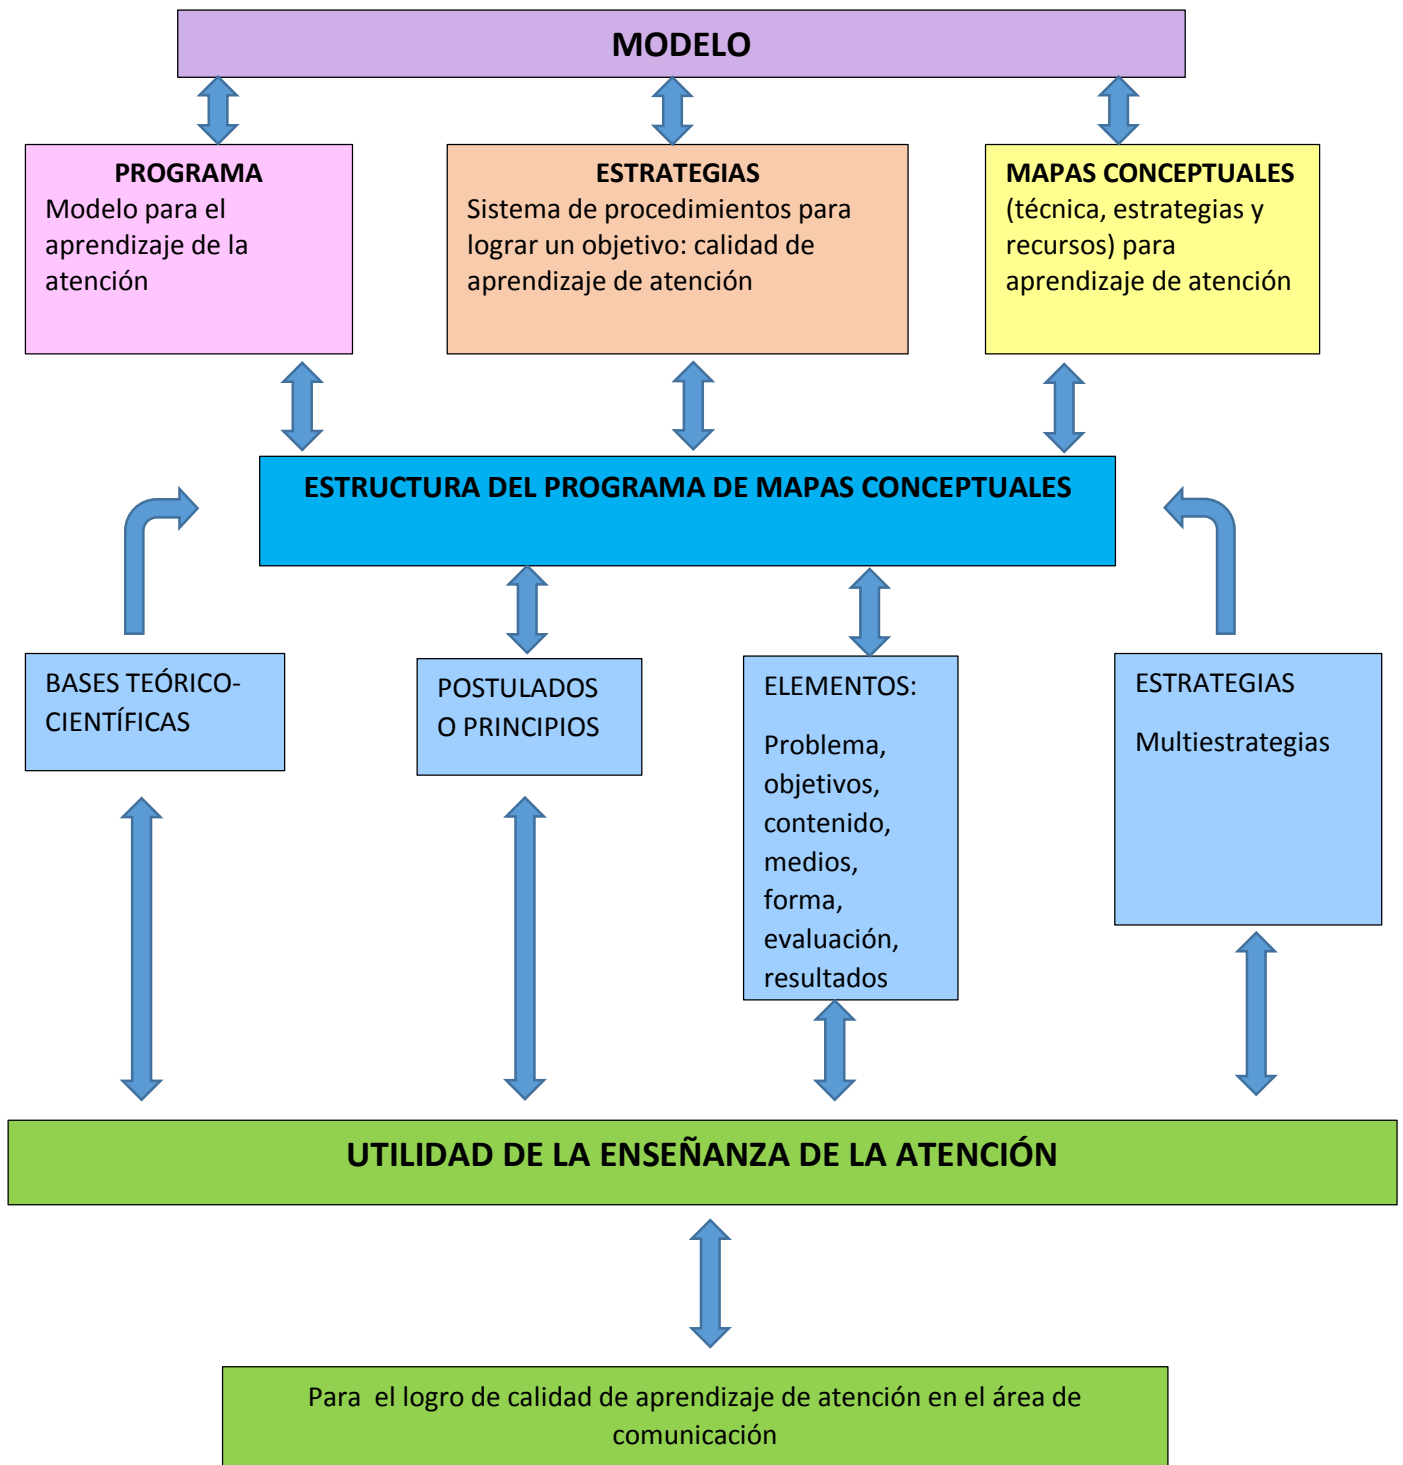 MODELO
PROGRAMA
Modelo para el
aprendizaje de la
atención
ESTRATEGIAS
Sistema de procedimientos para
lograr un objetivo: calidad de
aprendizaje de atención
MAPAS CONCEPTUALES
(técnica, estrategias y
recursos) para
aprendizaje de atención
ESTRUCTURA DEL PROGRAMA DE MAPAS CONCEPTUALES
BASES TEÓRICO-
CIENTÍFICAS
POSTULADOS
O PRINCIPIOS
ELEMENTOS:
Problema,
objetivos,
contenido,
medios,
forma,
evaluación,
resultados
ESTRATEGIAS
Multiestrategias
UTILIDAD DE LA ENSEÑANZA DE LA ATENCIÓN
Para  el logro de calidad de aprendizaje de atención en el área de
comunicación